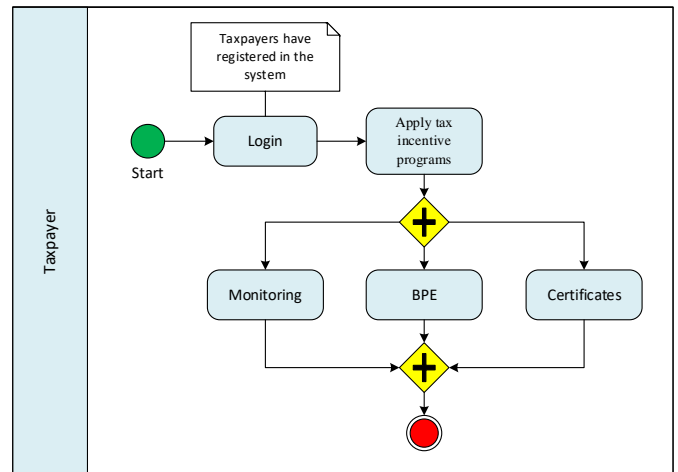 Taxpayer
Taxpayers have
registered in the
system
Start
Login
Apply tax
incentive
programs
Monitoring
BPE
Certificates